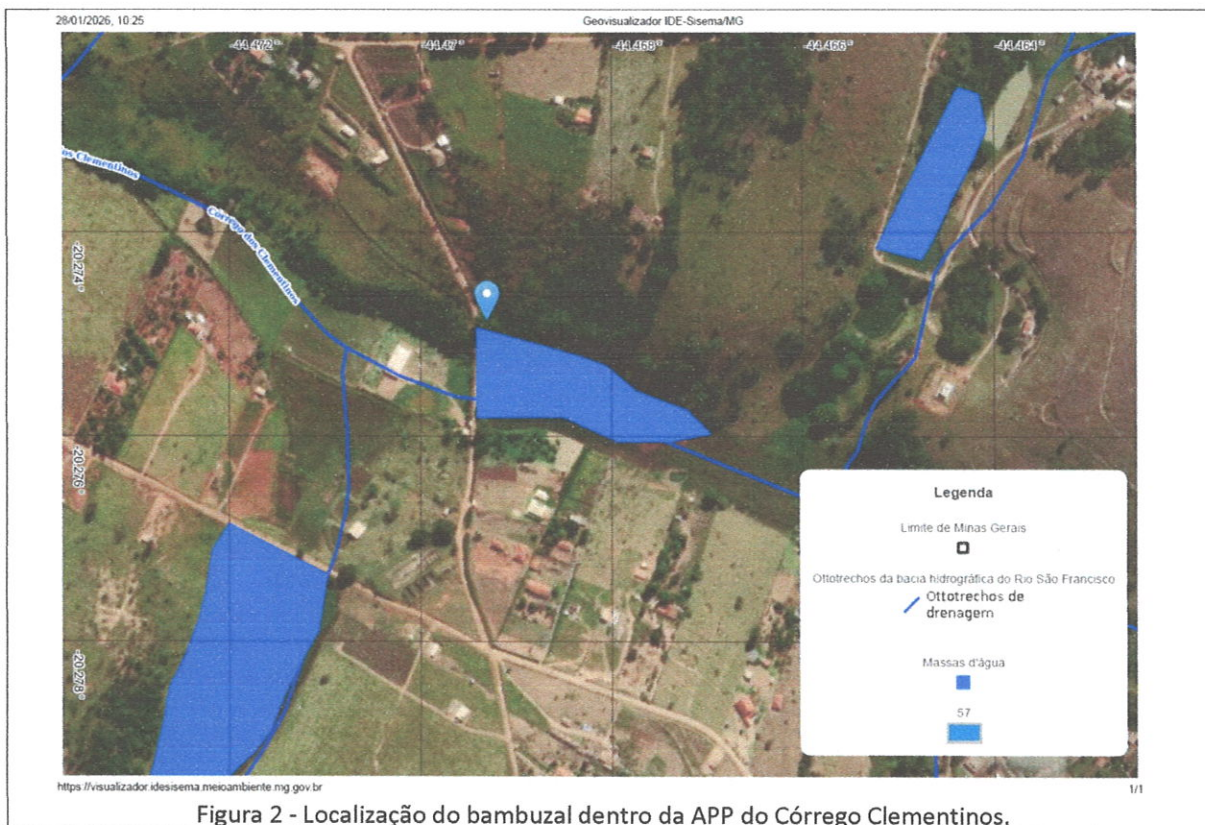 28/01/2026, 10:25
Geovisualizador IDE-Sisema/MG
-44.472°
-44.47°
-44.458°
-44.466°
-44.464°
dos Clementinos
Córrego dos Clementinos
-20.274°
-20.276°
-20.278°
Legenda
Limite de Minas Gerais
Ottotrechos da bacia hidrográfica do Rio São Francisco
Ottotrechos de
drenagem
Massas d'água
57
https://visualizador.idesisema.meioambiente.mg.gov.br
1/1
Figura 2 - Localização do bambuzal dentro da APP do Córrego Clementinos.